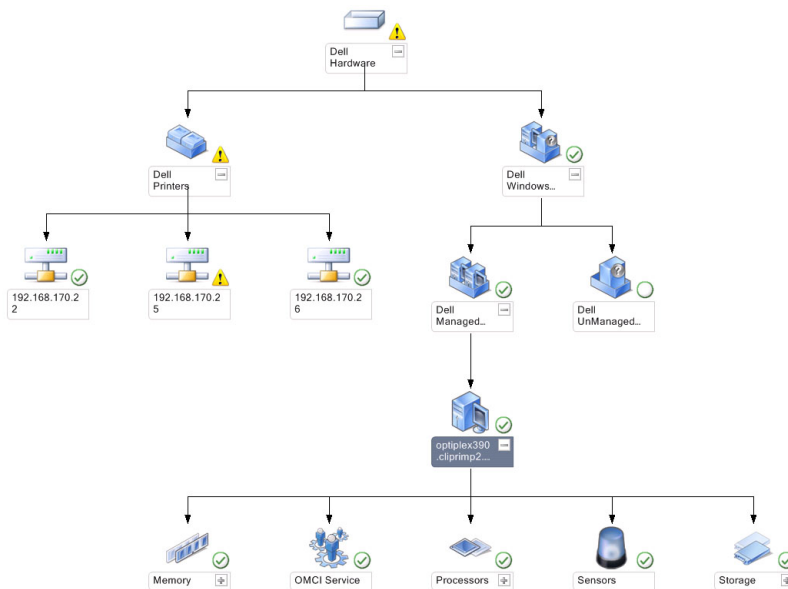 Dell
Hardware
Dell
Printers
Dell
Windows...
192.168.170.2
2
192.168.170.2
5
192.168.170.2
6
Dell
Managed...
Dell
UnManaged...
optiplex390
.cliprimp2....
Memory
OMCI Service
Processors
Sensors
Storage